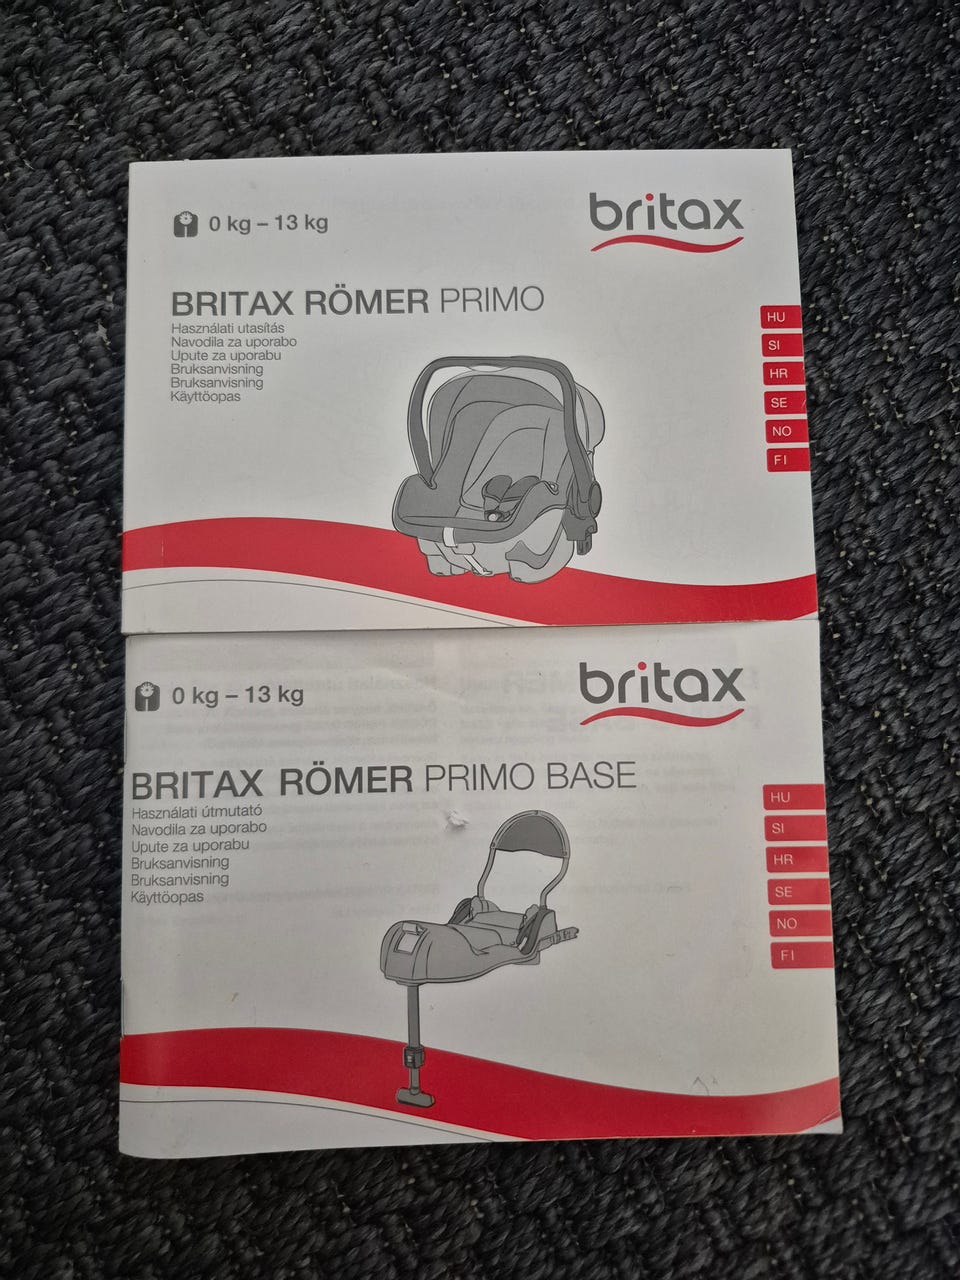 0 kg – 13 kg
britax
BRITAX RÖMER PRIMO
Használati utasítás
Navodila za uporabo
Upute za uporabu
Bruksanvisning
Bruksanvisning
Käyttöopas
HU
SI
HR
SE
NO
FI
0 kg – 13 kg
britax
BRITAX RÖMER PRIMO BASE
Használati útmutató
Navodila za uporabo
Upute za uporabu
Bruksanvisning
Bruksanvisning
Käyttöopas
HU
SI
HR
SE
NO
FI